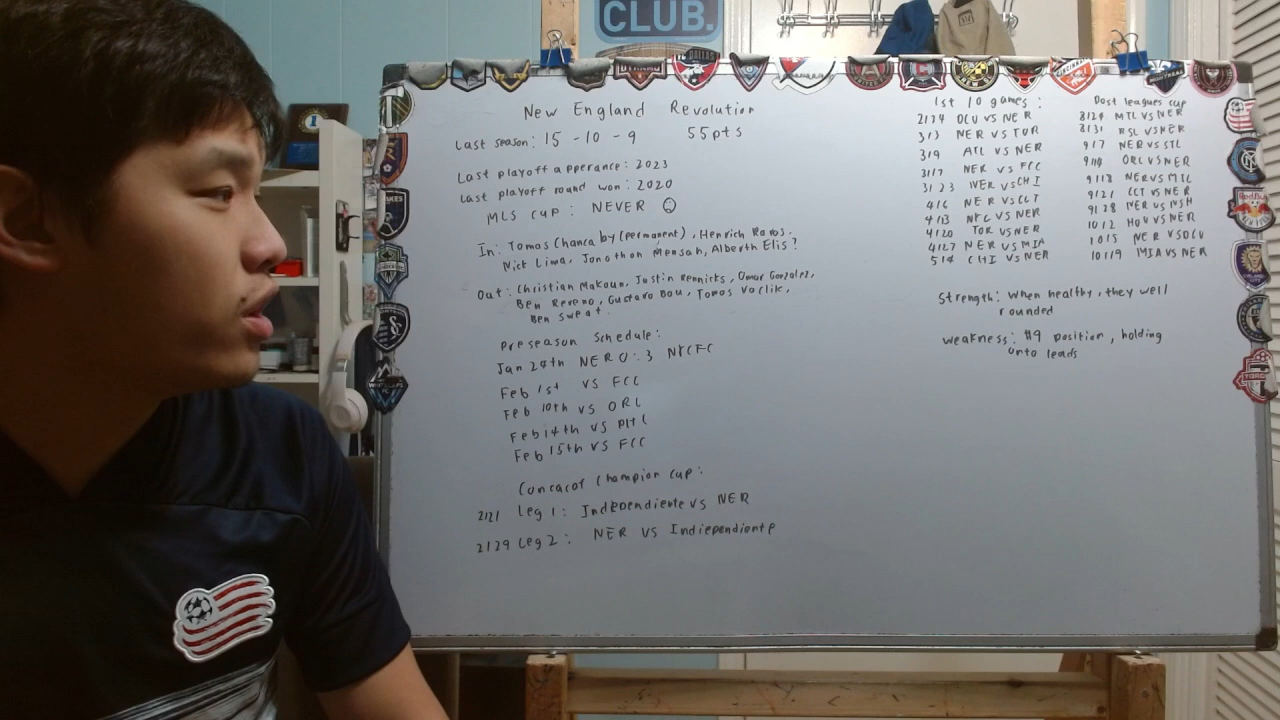 CLUB.
New England Revolution
Last season: 15 -10 - 9 55pts
Last playoff apperance: 2023
Last playoff round won: 2020
MLS CUP: NEVER
In: Tomas Chancalay (permanent), Henrich Ravas,
Nick Lima, Jonathan Mensah, Alberth Elis?
Out: Christian Makoun, Justin Rennicks, Omar Gonzalez,
Ben Reveno, Gustavo Bou, Tomas Vaclik,
Ben Sweat.
Preseason Schedule:
Jan 28th NER 0:3 NYCFC
Feb 1st VS FCC
Feb 10th VS ORL
Feb 14th VS PHL
Feb 15th VS FCC
Concacaf Champion Cup:
2/21 Leg 1: Independiente vs NER
2/29 Leg 2: NER VS Indiependiente
1st 10 games:
2/24 DCU vs NER
3/3 NER vs TOR
3/9 ATL VS NER
3/17 NER vs FCC
3/23 NER vs CHI
4/6 NER vs CLT
4/13 NYC vs NER
4/20 TOR vs NER
4/27 NER VS MIA
5/4 CHI VS NER
Post leagues cup
8/24 MTL VS NER
8/31 RSL VS NER
9/7 NER VS STL
ORL VS NER
9/18 NER VS MTL
9/21 CLT VS NER
9/28 NER VS NSH
10/2 HOU VS NER
10/5 NER VS DCU
10/19 MIA VS NER
Strength: When healthy, they well
rounded
Weakness: #9 position, holding
onto leads